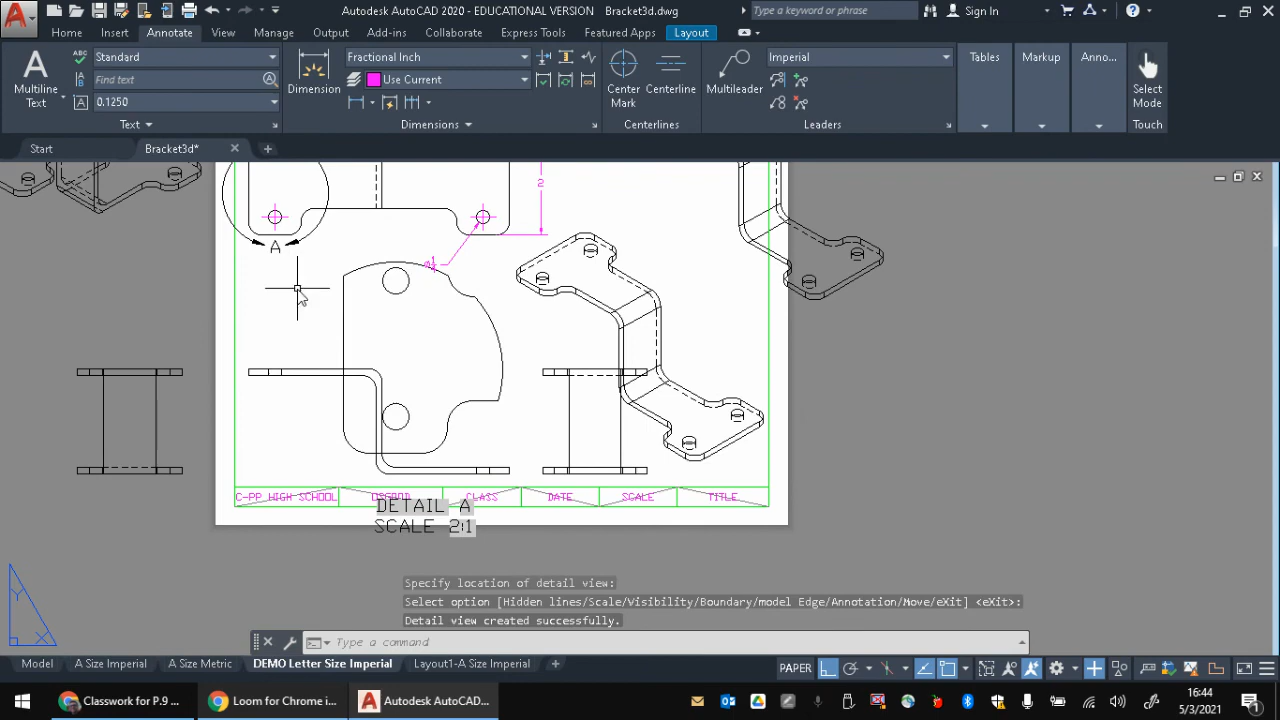 Autodesk AutoCAD 2020 - EDUCATIONAL VERSION Bracket3d.dwg
Type a keyword or phrase
Sign In
Home Insert Annotate View Manage Output Add-ins Collaborate Express Tools Featured Apps Layout
Multiline Text
Standard
Find text
0.1250
Text
Dimension
Fractional Inch
Use Current
Dimensions
Center Mark
Centerline
Centerlines
Multileader
Imperial
Leaders
Tables
Markup
Anno...
Select Mode
Touch
Start
Bracket3d*
2
A
C-PP HIGH SCHOOL
CLASS
DATE
SCALE
TITLE
DETAIL A
SCALE 2:1
Y
X
Specify location of detail view:
Select option [Hidden lines/Scale/Visibility/Boundary/model Edge/Annotation/Move/eXit] <eXit>:
Detail view created successfully.
Type a command
Model
A Size Imperial
A Size Metric
DEMO Letter Size Imperial
Layout1-A Size Imperial
PAPER
Classwork for P.9 ...
Loom for Chrome i...
Autodesk AutoCAD...
16:44
5/3/2021